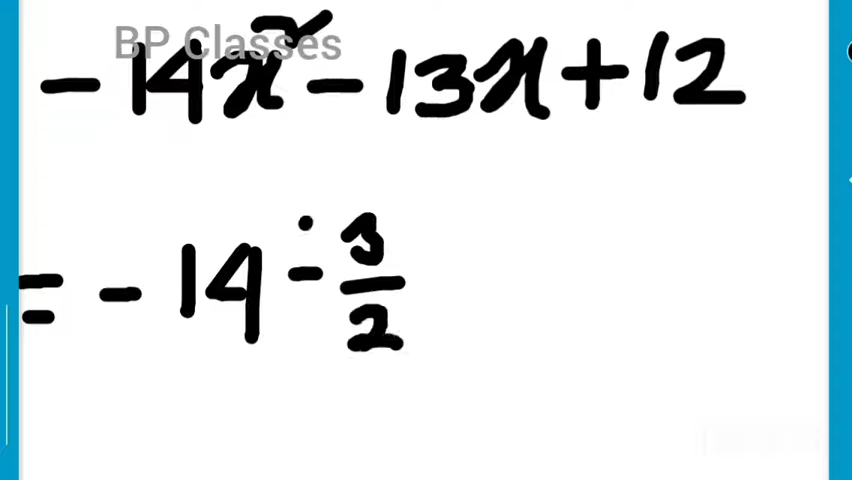 BP Classes
- 14x² - 13x + 12
= - 14 ÷ 3/2